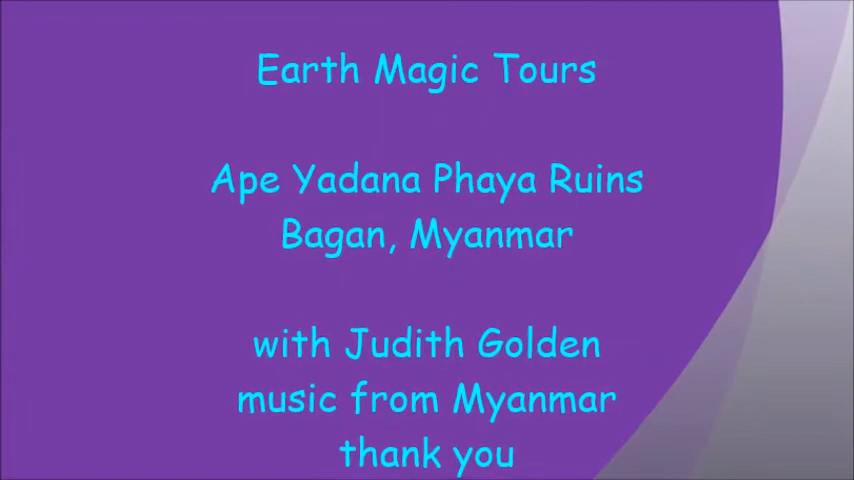 Earth Magic Tours
Ape Yadana Phaya Ruins
Bagan, Myanmar
with Judith Golden
music from Myanmar
thank you